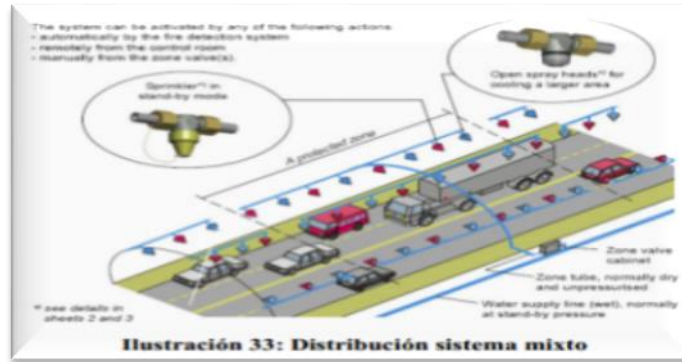 The system can be activated by any of the following actions:
- automatically by the fire detection system
- remotely from the control room
- manually from the zone valve(s).
Sprinkler*) in
stand-by mode
Open spray heads*) for
cooling a larger area
A protected zone
Zone valve
cabinet
Zone tube, normally dry
and unpressurised
Water supply line (wet), normally
at stand-by pressure
*) see details in
sheets 2 and 3
Ilustración 33: Distribución sistema mixto